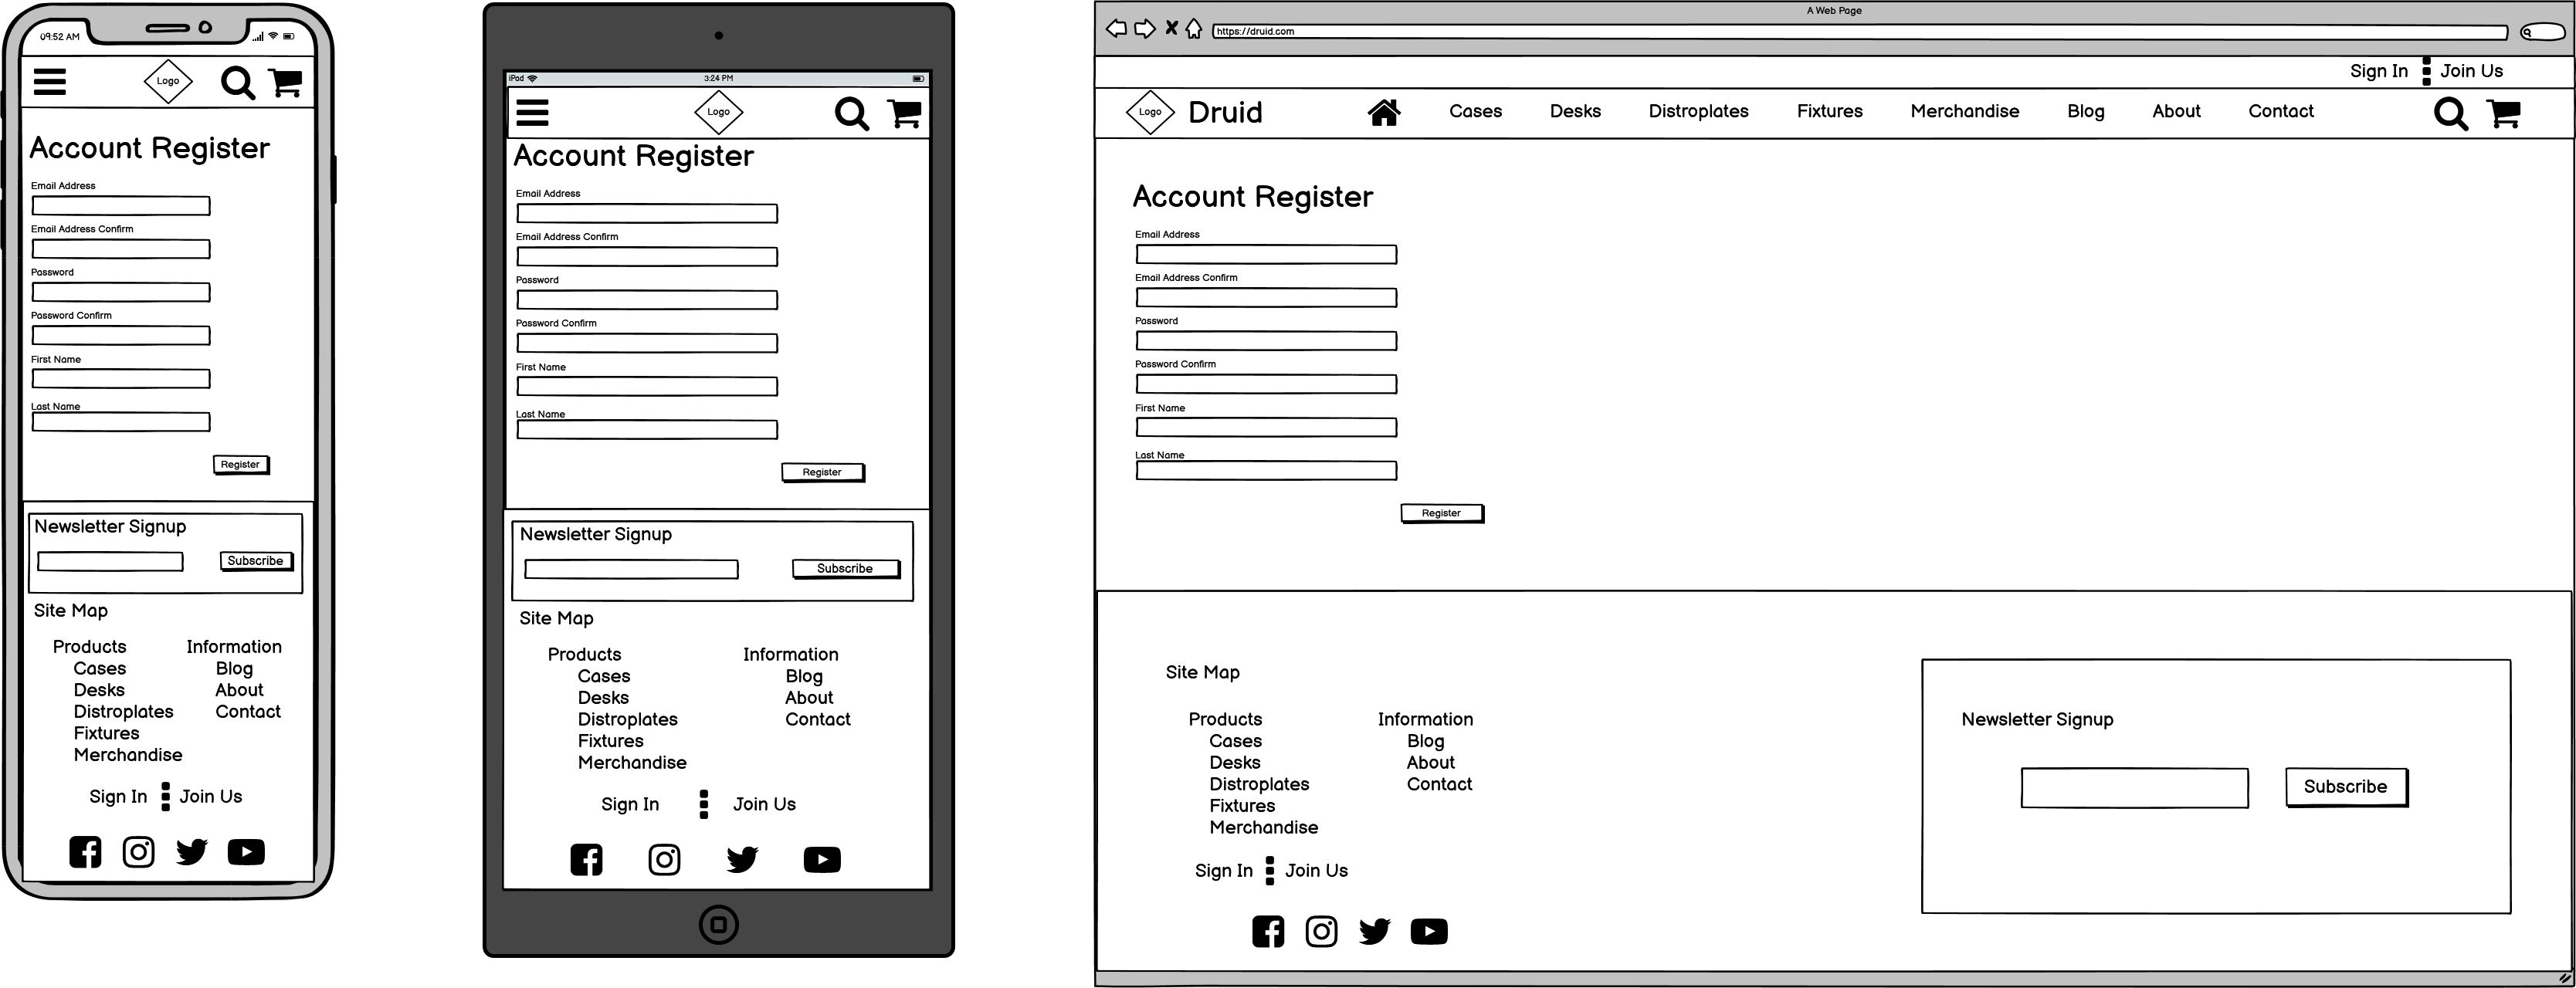 09:52 AM
Logo
Account Register
Email Address
Email Address Confirm
Password
Password Confirm
First Name
Last Name
Register
Newsletter Signup
Subscribe
Site Map
Products Information
Cases Blog
Desks About
Distroplates Contact
Fixtures
Merchandise
Sign In Join Us
iPad 3:24 PM
Logo
Account Register
Email Address
Email Address Confirm
Password
Password Confirm
First Name
Last Name
Register
Newsletter Signup
Subscribe
Site Map
Products Information
Cases Blog
Desks About
Distroplates Contact
Fixtures
Merchandise
Sign In Join Us
A Web Page
https://druid.com
Sign In Join Us
Logo Druid Cases Desks Distroplates Fixtures Merchandise Blog About Contact
Account Register
Email Address
Email Address Confirm
Password
Password Confirm
First Name
Last Name
Register
Site Map
Products Information
Cases Blog
Desks About
Distroplates Contact
Fixtures
Merchandise
Sign In Join Us
Newsletter Signup
Subscribe